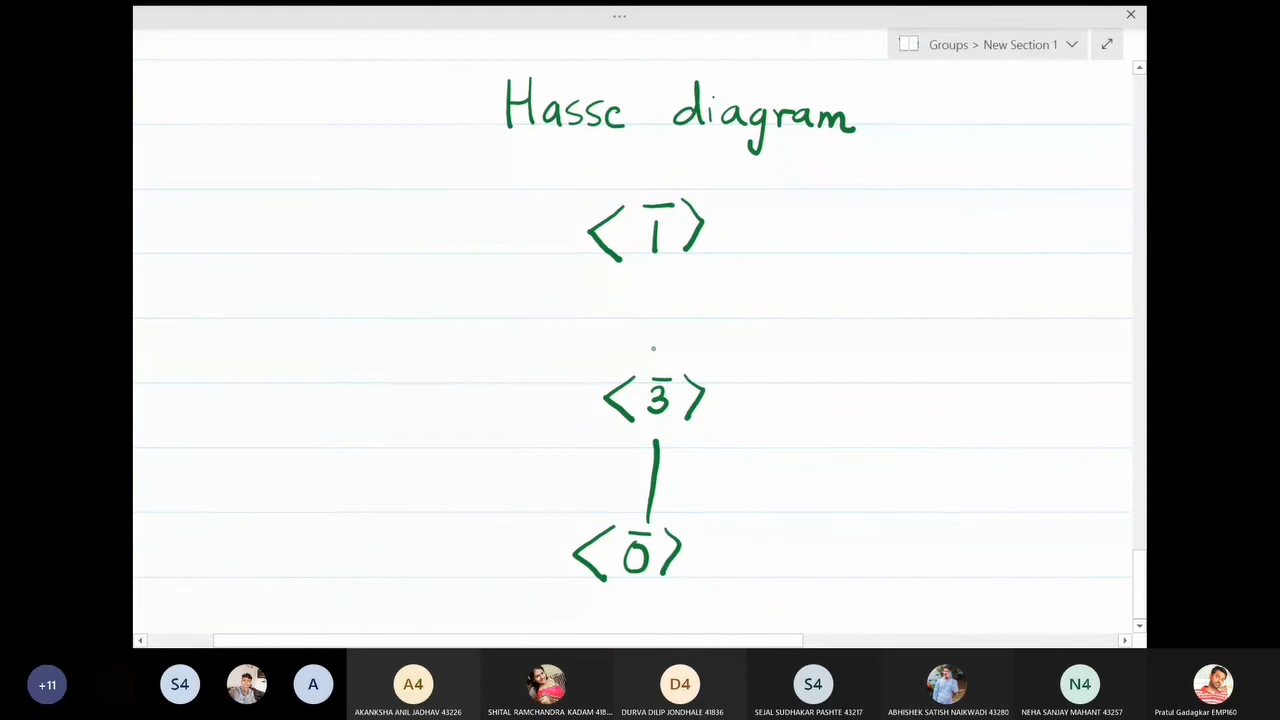 Groups > New Section 1
Hasse diagram
< 1̄ >
< 3̄ >
< 0̄ >
+11
S4
A
A4
D4
S4
N4
AKANKSHA ANIL JADHAV 43226
SHITAL RAMCHANDRA KADAM 418...
DURVA DILIP JONDHALE 41836
SEJAL SUDHAKAR PASHTE 43217
ABHISHEK SATISH NAIKWADI 43280
NEHA SANJAY MAHANT 43257
Pratul Gadagkar EMP160